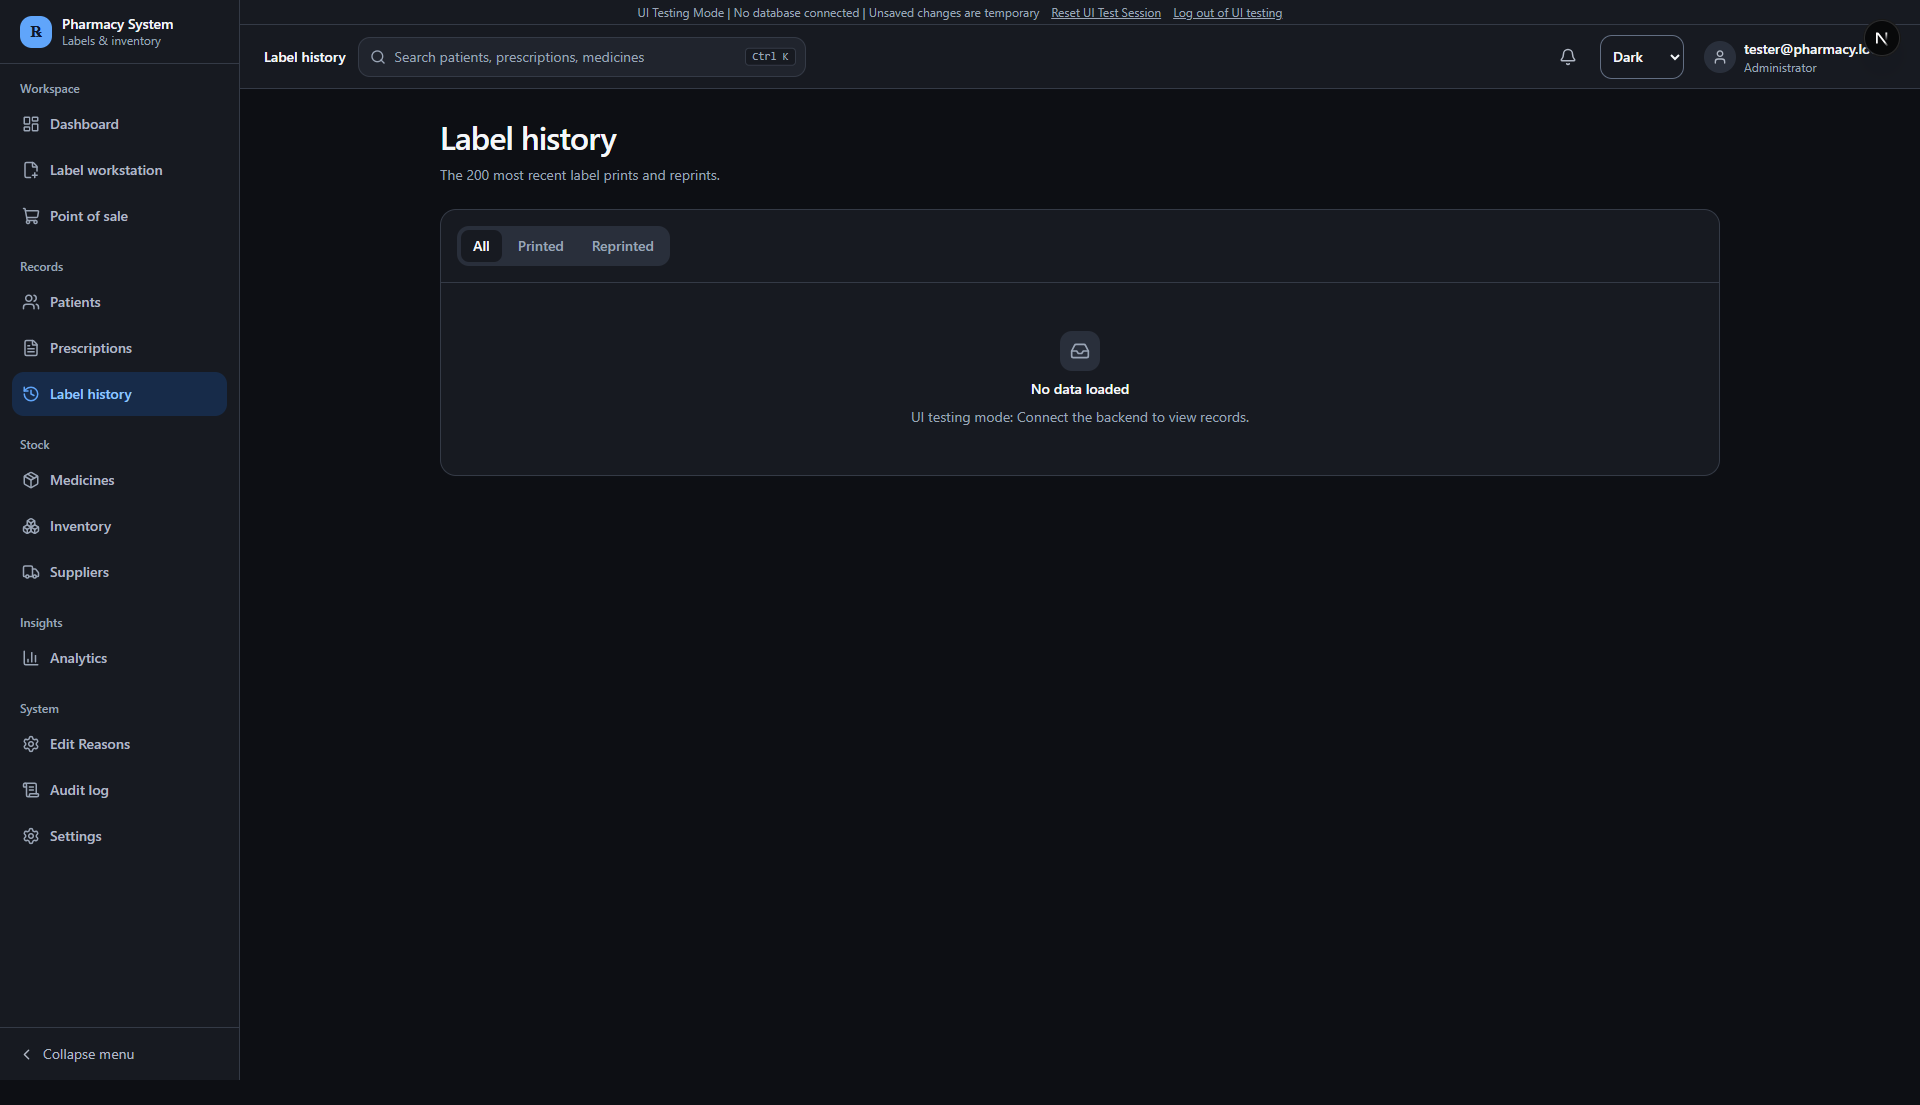 UI Testing Mode | No database connected | Unsaved changes are temporary Reset UI Test Session Log out of UI testing
Pharmacy System
Labels & inventory
Label history
Search patients, prescriptions, medicines
Ctrl K
Dark
tester@pharmacy.lo
Administrator
Workspace
Dashboard
Label workstation
Point of sale
Records
Patients
Prescriptions
Label history
Stock
Medicines
Inventory
Suppliers
Insights
Analytics
System
Edit Reasons
Audit log
Settings
Collapse menu
Label history
The 200 most recent label prints and reprints.
All Printed Reprinted
No data loaded
UI testing mode: Connect the backend to view records.